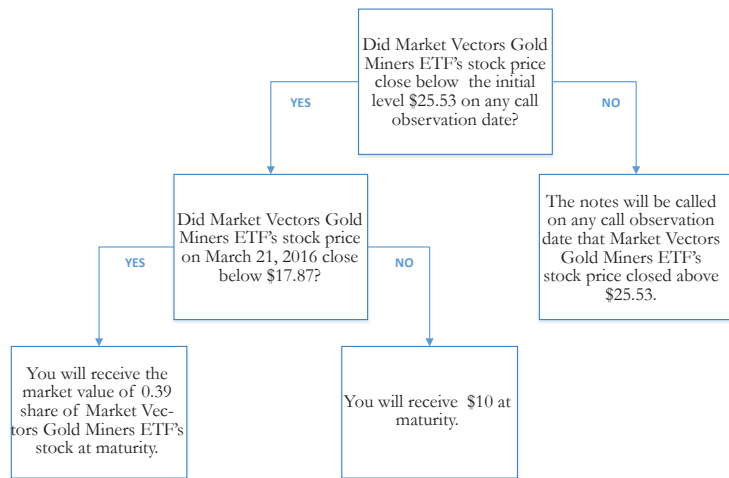 Did Market Vectors Gold
Miners ETF's stock price
close below the initial
level $25.53 on any call
observation date?
YES
NO
Did Market Vectors Gold
Miners ETF's stock price
on March 21, 2016 close
below $17.87?
The notes will be called
on any call observation
date that Market Vectors
Gold Miners ETF's
stock price closed above
$25.53.
YES
NO
You will receive the
market value of 0.39
share of Market Vec-
tors Gold Miners ETF's
stock at maturity.
You will receive $10 at
maturity.